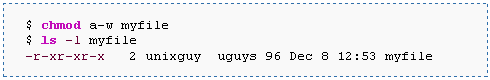 $ chmod a-w myfile
$ ls -l myfile
-r-xr-xr-x   2 unixguy  uguys 96 Dec 8 12:53 myfile